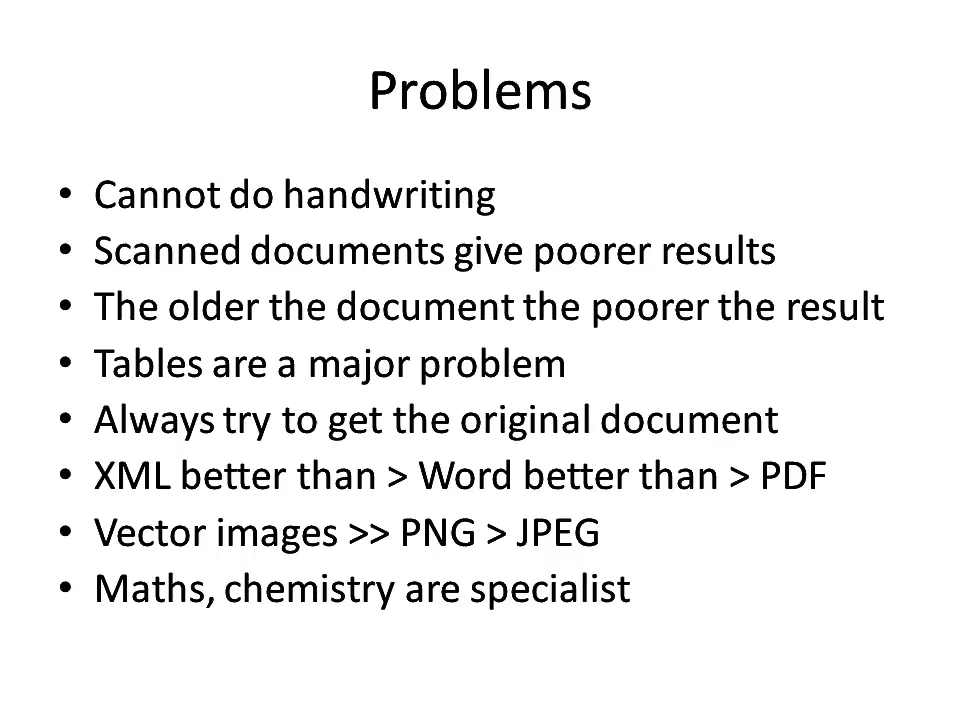 Problems
• Cannot do handwriting
• Scanned documents give poorer results
• The older the document the poorer the result
• Tables are a major problem
• Always try to get the original document
• XML better than > Word better than > PDF
• Vector images >> PNG > JPEG
• Maths, chemistry are specialist